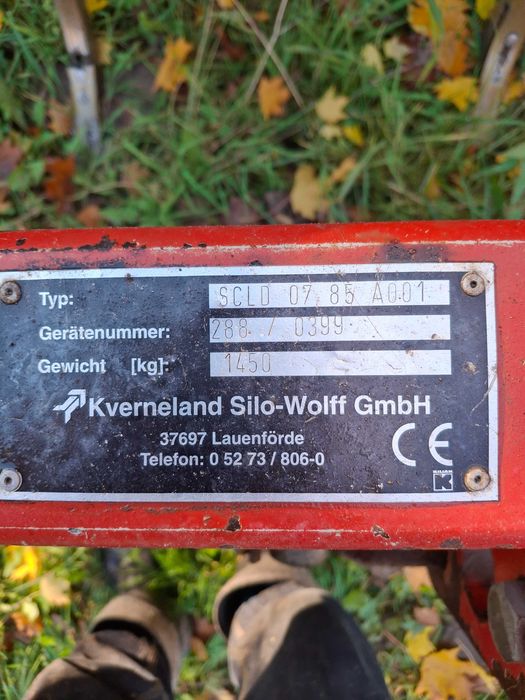 Typ: SCLD 07 85 A001
Gerätenummer: 288 / 0399
Gewicht [kg]: 1450
Kverneland Silo-Wolff GmbH
37697 Lauenförde
Telefon: 0 52 73 / 806-0
CE
K